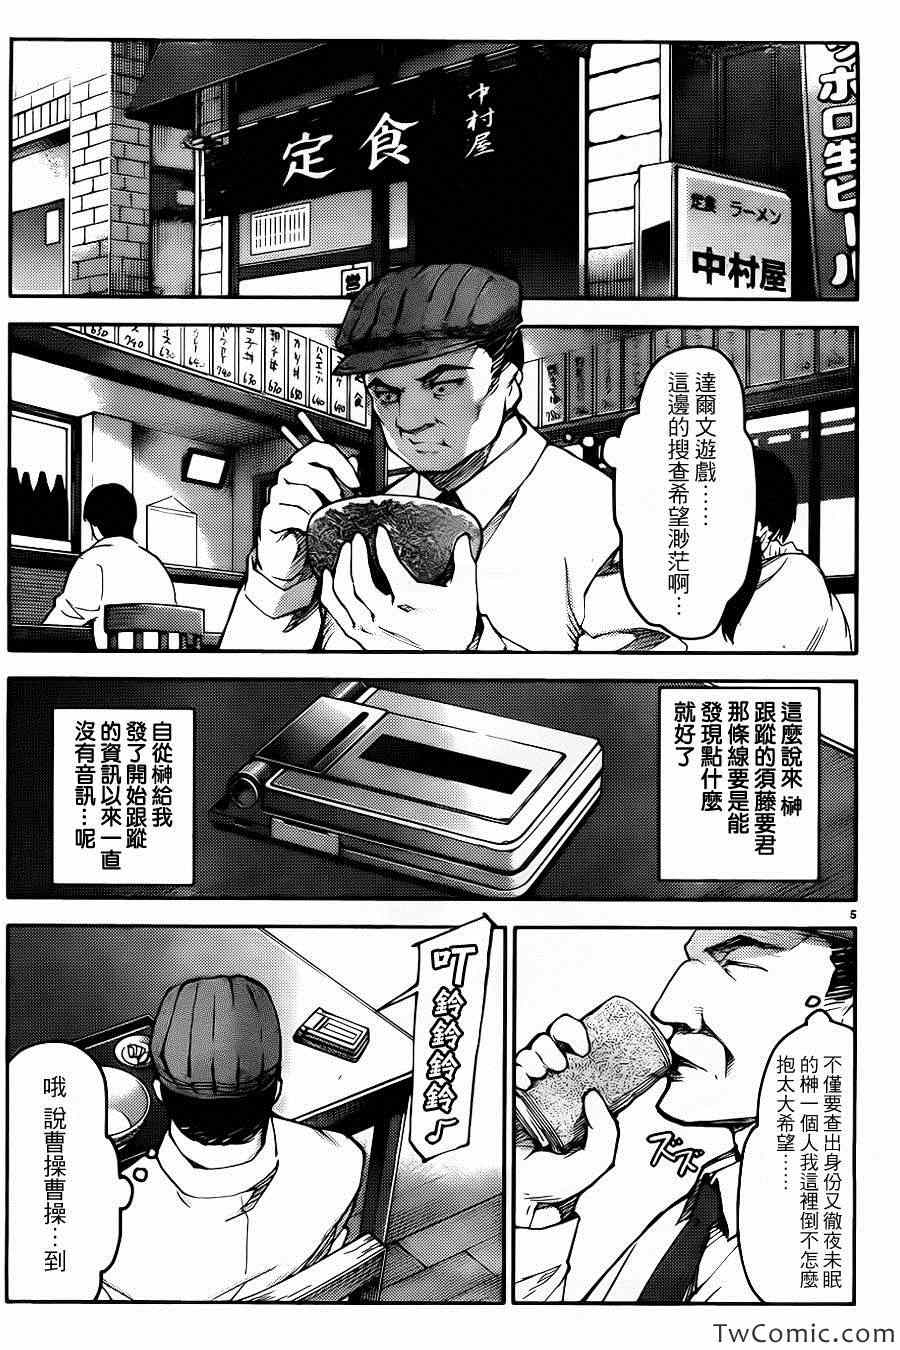 中村屋
定食
サッポロ生ビール
定食 ラーメン
中村屋
営
達爾文遊戲……
這邊的搜查希望渺茫啊…
這麼說來 榊
跟蹤的須藤要君
那條線要是能
發現點什麼
就好了
自從榊給我
發了開始跟蹤
的資訊以來一直
沒有音訊…呢
5
不僅要查出身份又徹夜未眠
的榊一個人我這裡倒不怎麼
抱太大希望……
ズズ
叮鈴鈴鈴鈴♪
哦 說曹操曹操…到
TwComic.com